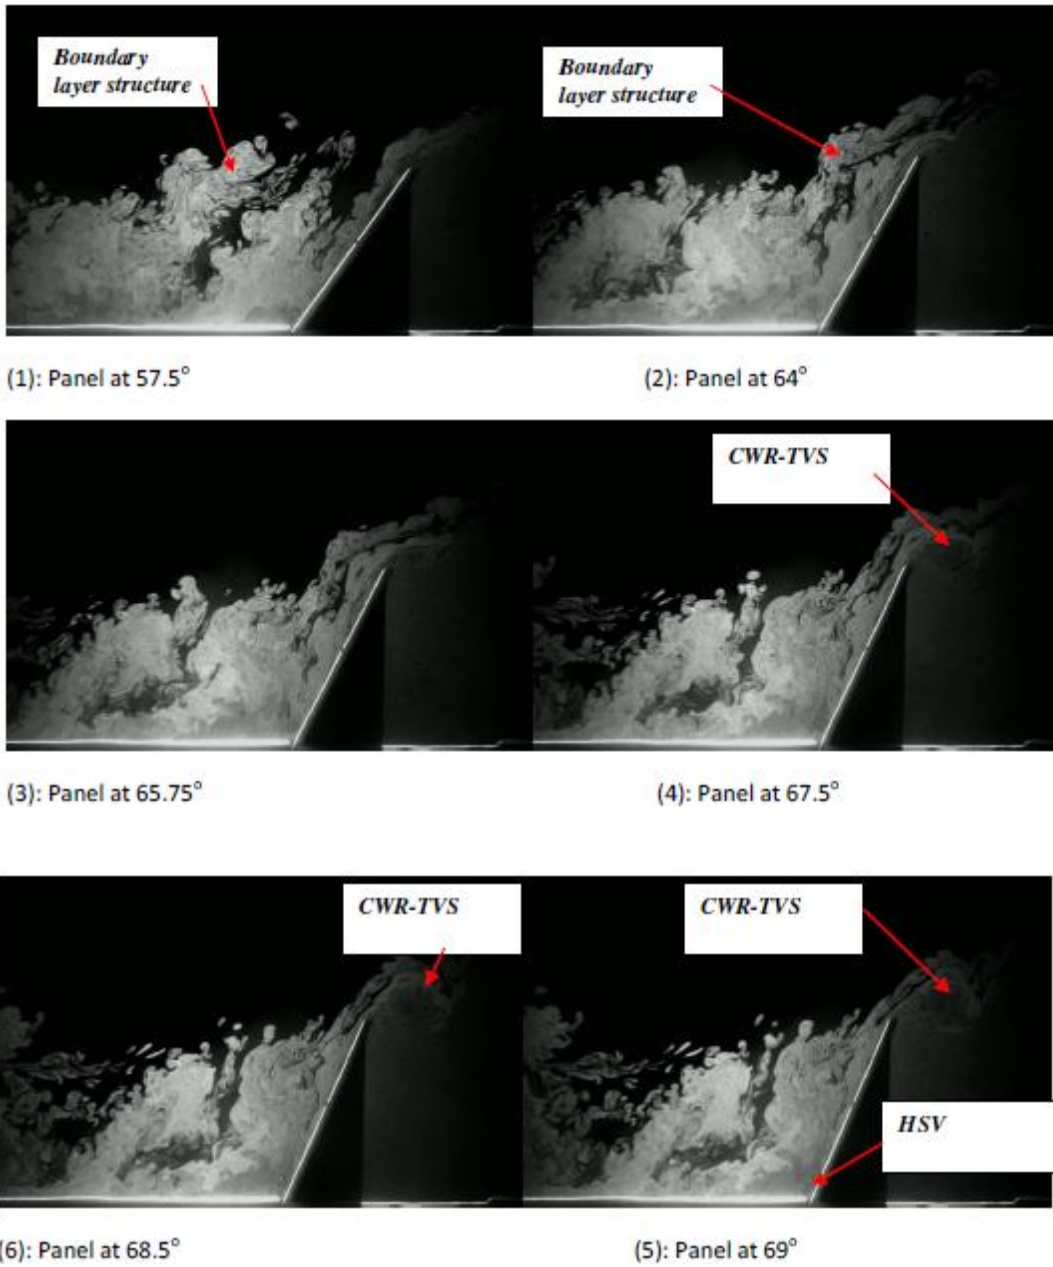 Boundary
layer structure
Boundary
layer structure
(1): Panel at 57.5°
(2): Panel at 64°
CWR-TVS
(3): Panel at 65.75°
(4): Panel at 67.5°
CWR-TVS
CWR-TVS
HSV
(6): Panel at 68.5°
(5): Panel at 69°